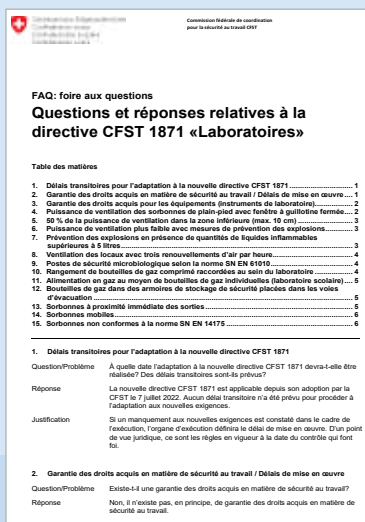 Commission fédérale de coordination
pour la sécurité au travail CFST
FAQ: foire aux questions
Questions et réponses relatives à la
directive CFST 1871 «Laboratoires»
Table des matières
1. Délais transitoires pour l'adaptation à la nouvelle directive CFST 1871 ... 1
2. Garantie des droits acquis en matière de sécurité au travail / Délais de mise en œuvre ... 1
3. Garantie des droits acquis pour les équipements (instruments de laboratoire) ... 2
4. Puissance de ventilation des sorbonnes de plain-pied avec fenêtre à guillotine fermée ... 2
5. 50 % de la puissance de ventilation dans la zone inférieure (max. 10 cm) ... 3
6. Puissance de ventilation plus faible avec mesures de prévention des explosions ... 3
7. Prévention des explosions en présence de quantités de liquides inflammables
supérieures à 5 litres ... 3
8. Ventilation des locaux avec trois renouvellements d'air par heure ... 4
9. Postes de sécurité microbiologique selon la norme SN EN 61010 ... 4
10. Rangement de bouteilles de gaz comprimé raccordées au sein du laboratoire ... 4
11. Alimentation en gaz au moyen de bouteilles de gaz individuelles (laboratoire scolaire) ... 5
12. Bouteilles de gaz dans des armoires de stockage de sécurité placées dans les voies
d'évacuation ... 5
13. Sorbonnes à proximité immédiate des sorties ... 5
14. Sorbonnes mobiles ... 6
15. Sorbonnes non conformes à la norme SN EN 14175 ... 6
1. Délais transitoires pour l'adaptation à la nouvelle directive CFST 1871
Question/Problème À quelle date l'adaptation à la nouvelle directive CFST 1871 devra-t-elle être
réalisée? Des délais transitoires sont-ils prévus?
Réponse La nouvelle directive CFST 1871 est applicable depuis son adoption par la
CFST le 7 juillet 2022. Aucun délai transitoire n'a été prévu pour procéder à
l'adaptation aux nouvelles exigences.
Justification Si un manquement aux nouvelles exigences est constaté dans le cadre de
l'exécution, l'organe d'exécution définira le délai de mise en œuvre. D'un point
de vue juridique, ce sont les règles en vigueur à la date du contrôle qui font
foi.
2. Garantie des droits acquis en matière de sécurité au travail / Délais de mise en œuvre
Question/Problème Existe-t-il une garantie des droits acquis en matière de sécurité au travail?
Réponse Non, il n'existe pas, en principe, de garantie des droits acquis en matière de
sécurité au travail.